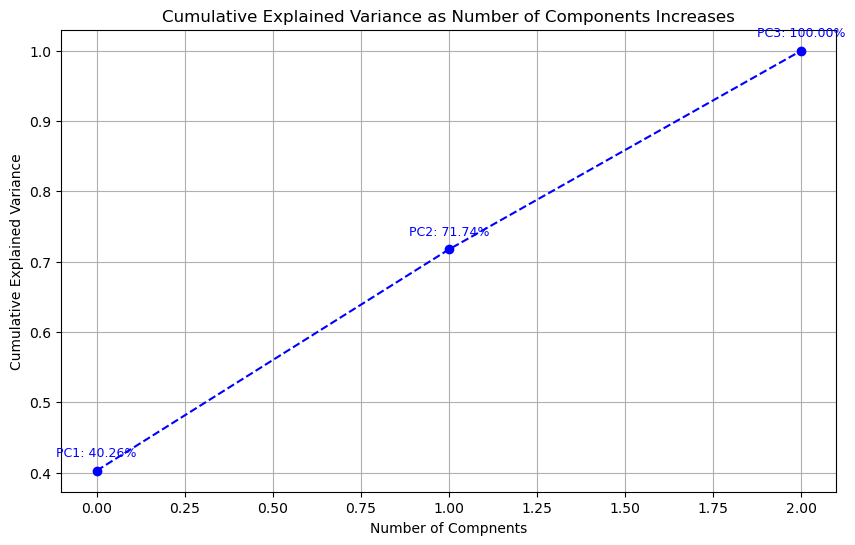 Cumulative Explained Variance as Number of Components Increases
PC3: 100.00%
1.0
0.9
0.8
PC2: 71.74%
0.7
0.6
0.5
PC1: 40.26%
0.4
Cumulative Explained Variance
0.00 0.25 0.50 0.75 1.00 1.25 1.50 1.75 2.00
Number of Compnents